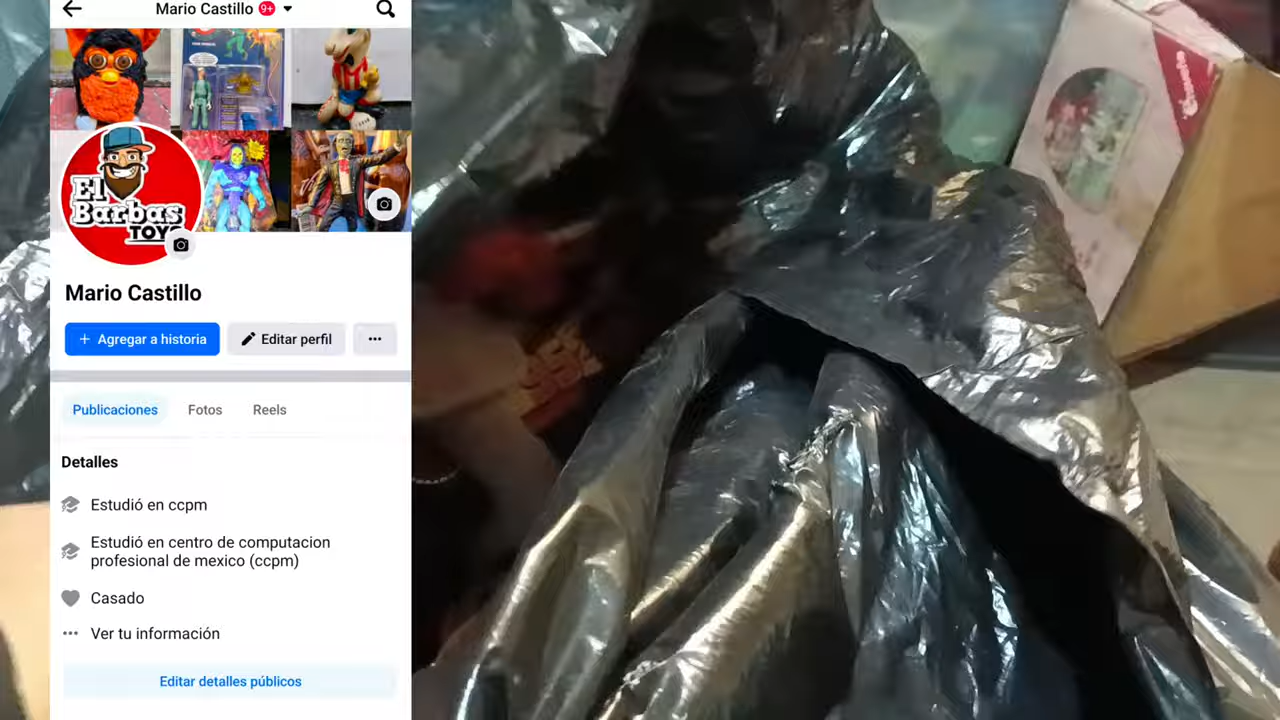 Mario Castillo 9+
El
Barbas
TOYS
Mario Castillo
+ Agregar a historia
Editar perfil
Publicaciones
Fotos
Reels
Detalles
Estudió en ccpm
Estudió en centro de computacion
profesional de mexico (ccpm)
Casado
Ver tu información
Editar detalles públicos